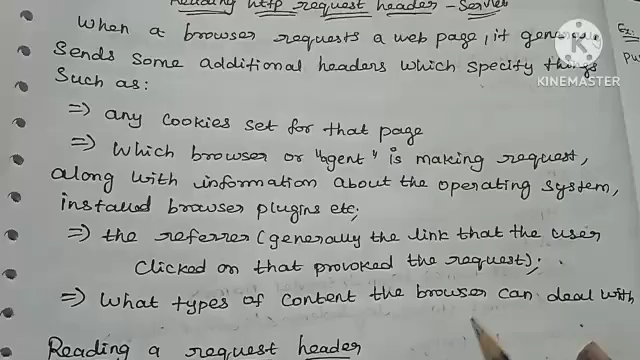 Reading http request header - Servlet
When a browser requests a web page, it generally
Ex:
Sends some additional headers which specify things
Such as:
KINEMASTER
⇒ any cookies set for that page
⇒ Which browser or "agent" is making request,
along with information about the operating system,
installed browser plugins etc;
⇒ the referrer (generally the link that the user
clicked on that provoked the request);
⇒ What types of content the browser can deal with
Reading a request header